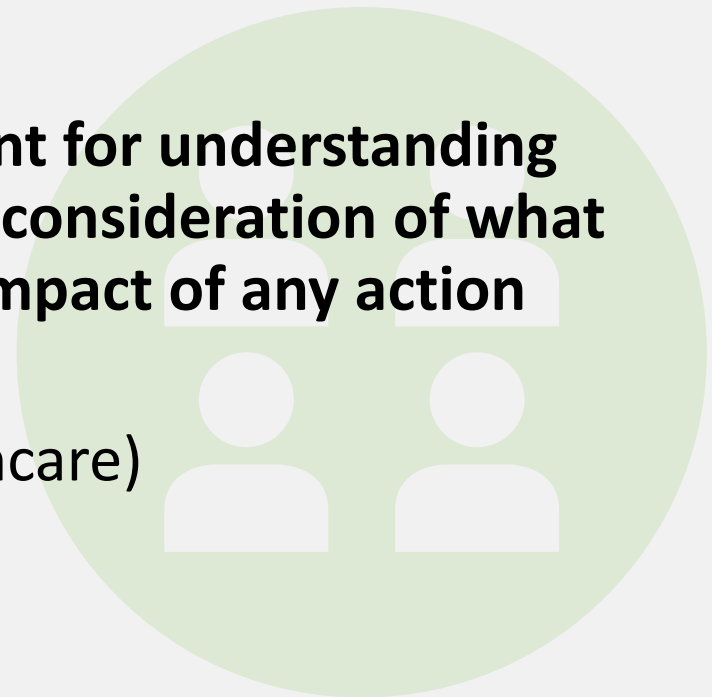 nt for understanding
consideration of what
mpact of any action
care)